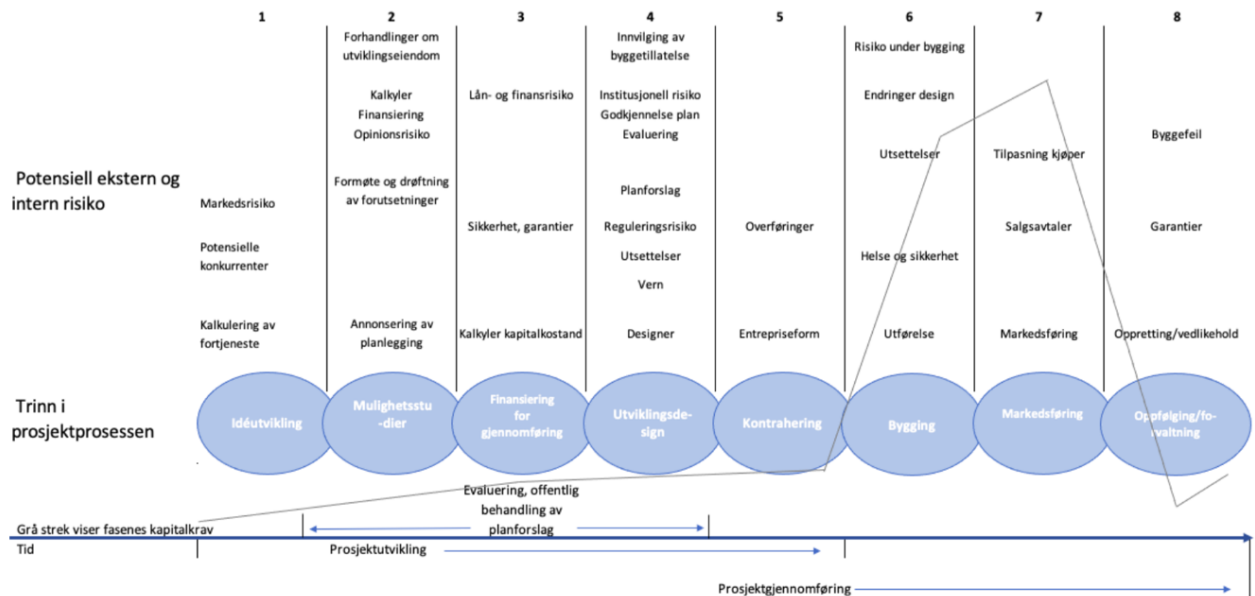 1
2
3
4
5
6
7
8
Potensiell ekstern og
intern risiko
Markedsrisiko
Potensielle
konkurrenter
Kalkulering av
fortjeneste
Forhandlinger om
utviklingseiendom
Kalkyler
Finansiering
Opinionsrisiko
Formøte og drøftning
av forutsetninger
Annonsering av
planlegging
Lån- og finansrisiko
Sikkerhet, garantier
Kalkyler kapitalkostand
Innvilging av
byggetillatelse
Institusjonell risiko
Godkjennelse plan
Evaluering
Planforslag
Reguleringsrisiko
Utsettelser
Vern
Designer
Overføringer
Entrepriseform
Risiko under bygging
Endringer design
Utsettelser
Helse og sikkerhet
Utførelse
Tilpasning kjøper
Salgsavtaler
Markedsføring
Byggefeil
Garantier
Oppretting/vedlikehold
Trinn i
prosjektprosessen
Idéutvikling
Mulighetsstu
-dier
Finansiering
for
gjennomføring
Utviklingsde-
sign
Kontrahering
Bygging
Markedsføring
Oppfølging/fo-
rvaltning
Evaluering, offentlig
behandling av
planforslag
Grå strek viser fasenes kapitalkrav
Tid
Prosjektutvikling
Prosjektgjennomføring